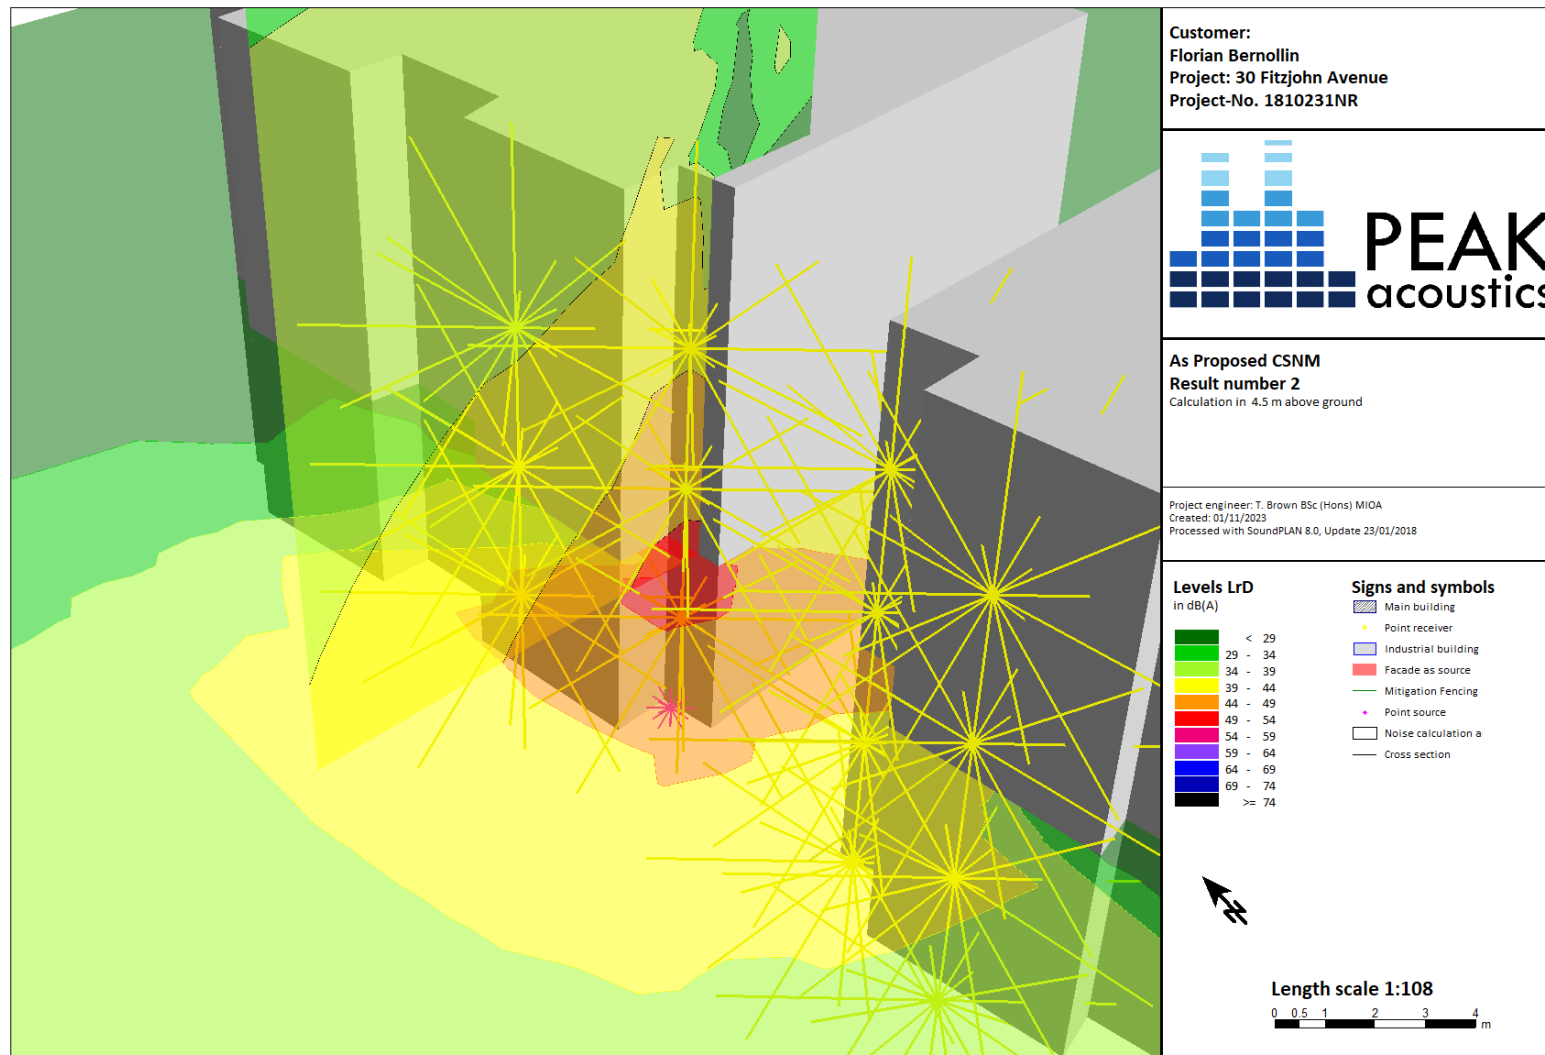 Customer:
Florian Bernollin
Project: 30 Fitzjohn Avenue
Project-No. 1810231NR
PEAK
acoustics
As Proposed CSNM
Result number 2
Calculation in 4.5 m above ground
Project engineer: T. Brown BSc (Hons) MIOA
Created: 01/11/2023
Processed with SoundPLAN 8.0, Update 23/01/2018
Levels LrD
in dB(A)
< 29
29 - 34
34 - 39
39 - 44
44 - 49
49 - 54
54 - 59
59 - 64
64 - 69
69 - 74
>= 74
Signs and symbols
Main building
Point receiver
Industrial building
Facade as source
Mitigation Fencing
Point source
Noise calculation a
Cross section
N
Length scale 1:108
0 0.5 1 2 3 4
m